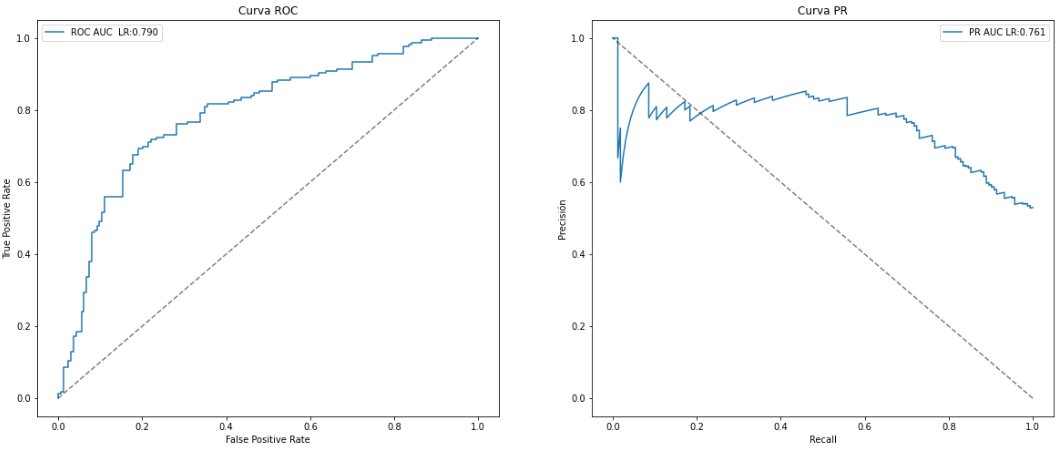 Curva ROC
ROC AUC  LR:0.790
True Positive Rate
1.0
0.8
0.6
0.4
0.2
0.0
0.0 0.2 0.4 0.6 0.8 1.0
False Positive Rate
Curva PR
PR AUC LR:0.761
Precisión
1.0
0.8
0.6
0.4
0.2
0.0
0.0 0.2 0.4 0.6 0.8 1.0
Recall